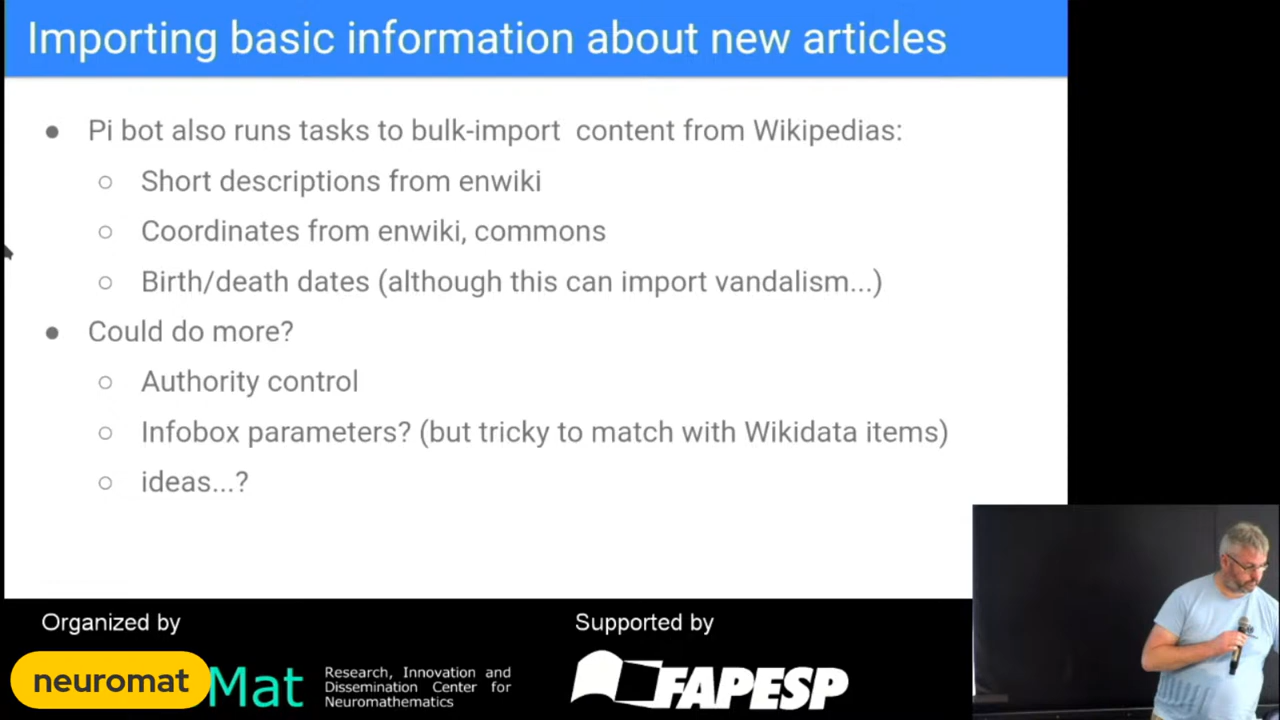 Importing basic information about new articles
● Pi bot also runs tasks to bulk-import content from Wikipedias:
○ Short descriptions from enwiki
○ Coordinates from enwiki, commons
○ Birth/death dates (although this can import vandalism...)
● Could do more?
○ Authority control
○ Infobox parameters? (but tricky to match with Wikidata items)
○ ideas...?
Organized by
Supported by
neuromat
Mat
Research, Innovation and
Dissemination Center for
Neuromathematics
FAPESP